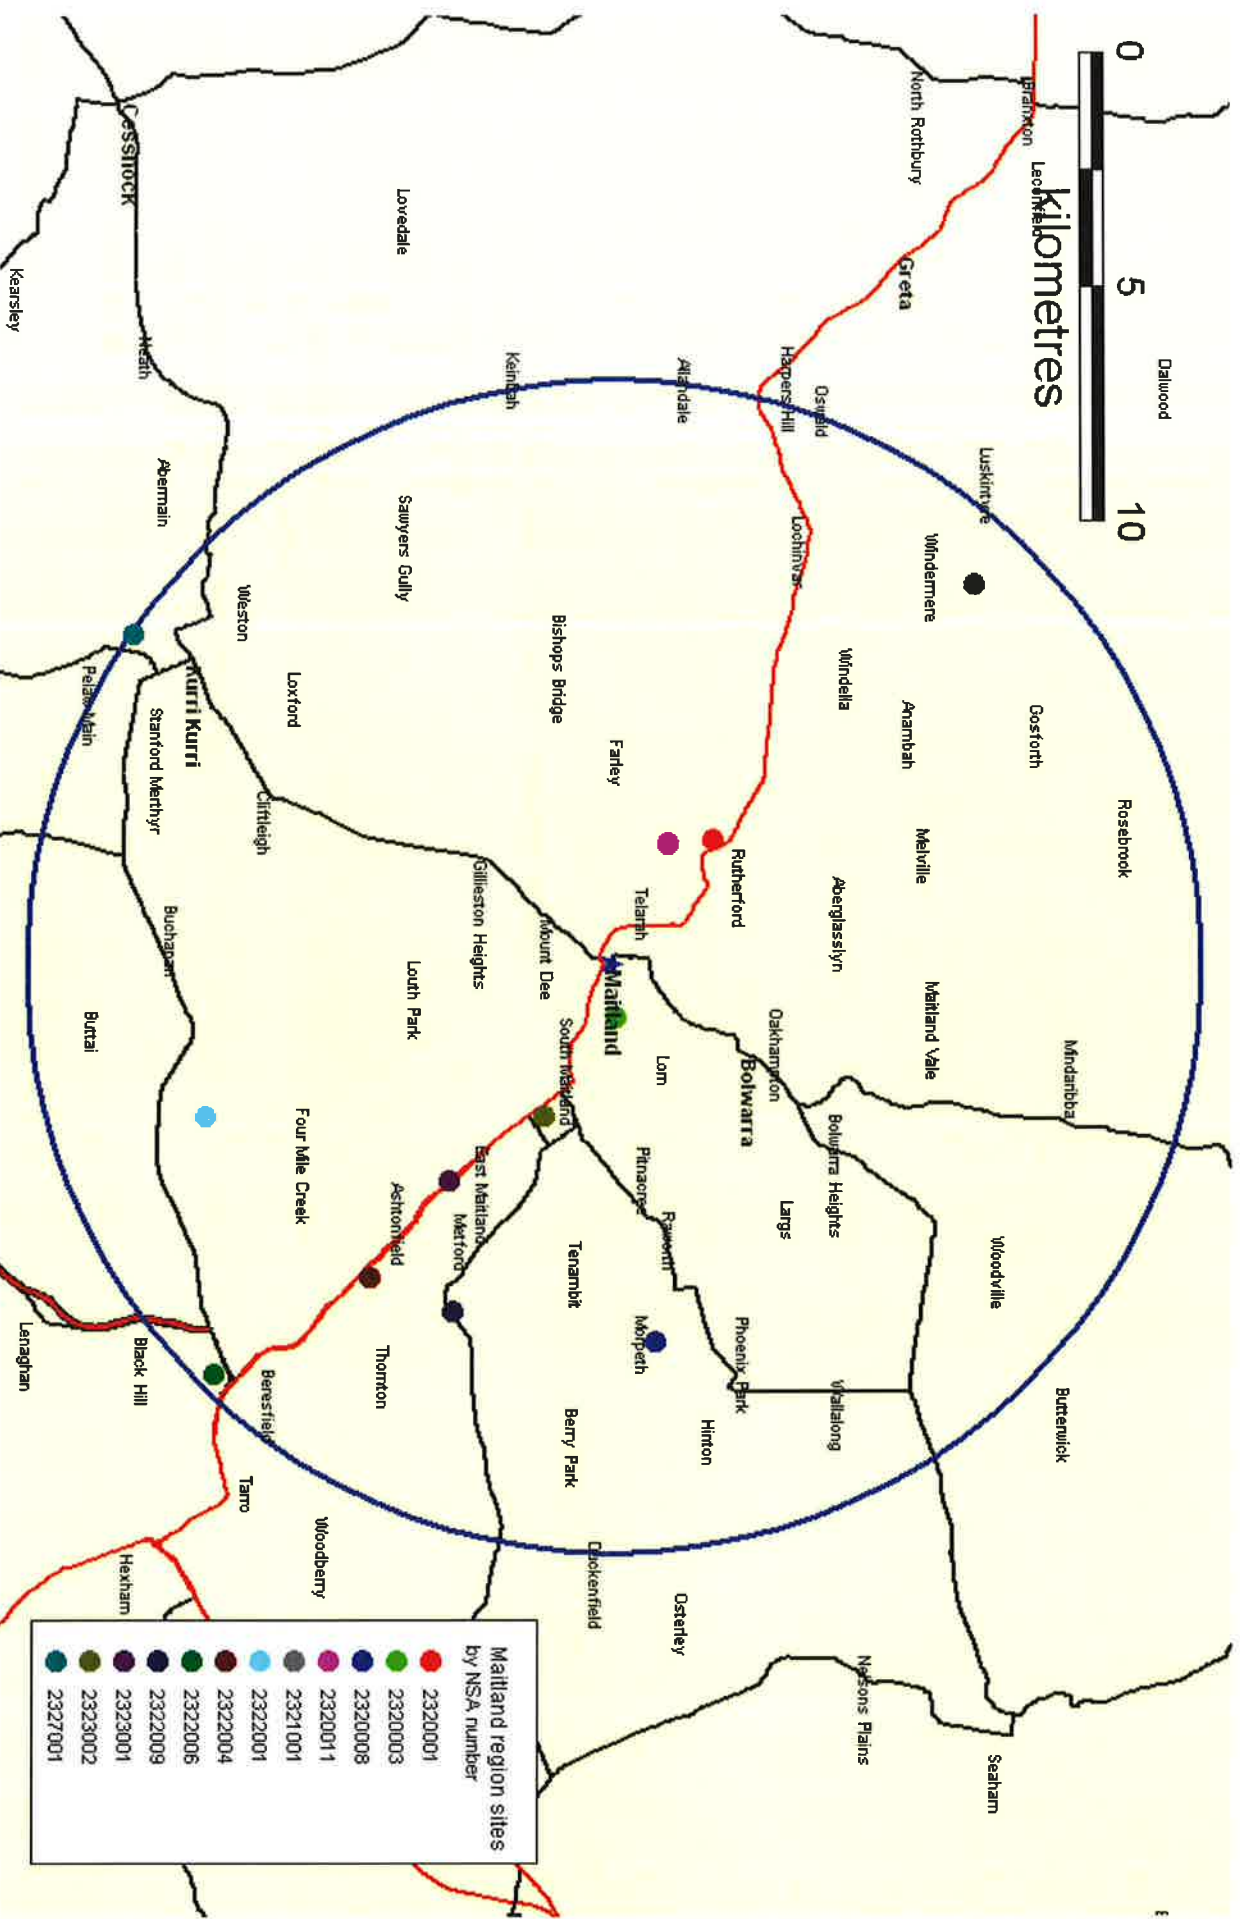 0 5 10
kilometres
Dalwood
Branxton
North Rothbury
Greta
Luskintyre
Oswald
Harpers Hill
Allandale
Lovedale
Keinbah
Cessnock
Kearsley
Neath
Abermain
Sawyers Gully
Weston
Lochinvar
Windermere
Windella
Gosforth
Anambah
Rosebrook
Melville
Aberglasslyn
Rutherford
Telarah
Farley
Bishops Bridge
Loxford
Kurri Kurri
Pelaw Main
Stanford Merthyr
Cliftleigh
Gillieston Heights
Mount Dee
Louth Park
Buchanan
Buttai
Maitland
South Maitland
Lorn
Oakhampton
Bolwarra
Maitland Vale
Mindaribba
Bolwarra Heights
Largs
Pitnacree
Raworth
East Maitland
Metford
Ashtonfield
Four Mile Creek
Tenambit
Morpeth
Phoenix Park
Woodville
Wallalong
Butterwick
Hinton
Berry Park
Thornton
Beresfield
Black Hill
Lenaghan
Tarro
Woodberry
Hexham
Duckenfield
Osterley
Nelsons Plains
Seaham
Maitland region sites
by NSA number
2320001
2320003
2320008
2320011
2321001
2322001
2322004
2322006
2322009
2323001
2323002
2327001